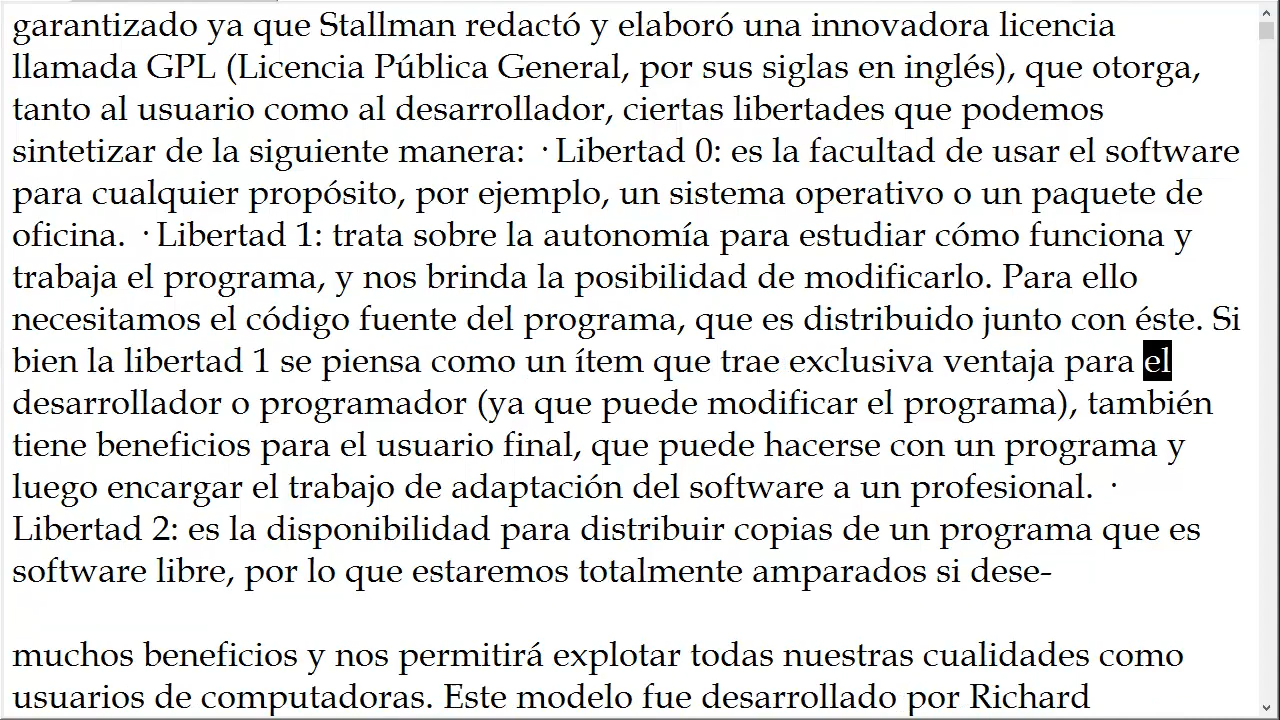 garantizado ya que Stallman redactó y elaboró una innovadora licencia
llamada GPL (Licencia Pública General, por sus siglas en inglés), que otorga,
tanto al usuario como al desarrollador, ciertas libertades que podemos
sintetizar de la siguiente manera: · Libertad 0: es la facultad de usar el software
para cualquier propósito, por ejemplo, un sistema operativo o un paquete de
oficina. · Libertad 1: trata sobre la autonomía para estudiar cómo funciona y
trabaja el programa, y nos brinda la posibilidad de modificarlo. Para ello
necesitamos el código fuente del programa, que es distribuido junto con éste. Si
bien la libertad 1 se piensa como un ítem que trae exclusiva ventaja para el
desarrollador o programador (ya que puede modificar el programa), también
tiene beneficios para el usuario final, que puede hacerse con un programa y
luego encargar el trabajo de adaptación del software a un profesional. ·
Libertad 2: es la disponibilidad para distribuir copias de un programa que es
software libre, por lo que estaremos totalmente amparados si dese-
muchos beneficios y nos permitirá explotar todas nuestras cualidades como
usuarios de computadoras. Este modelo fue desarrollado por Richard